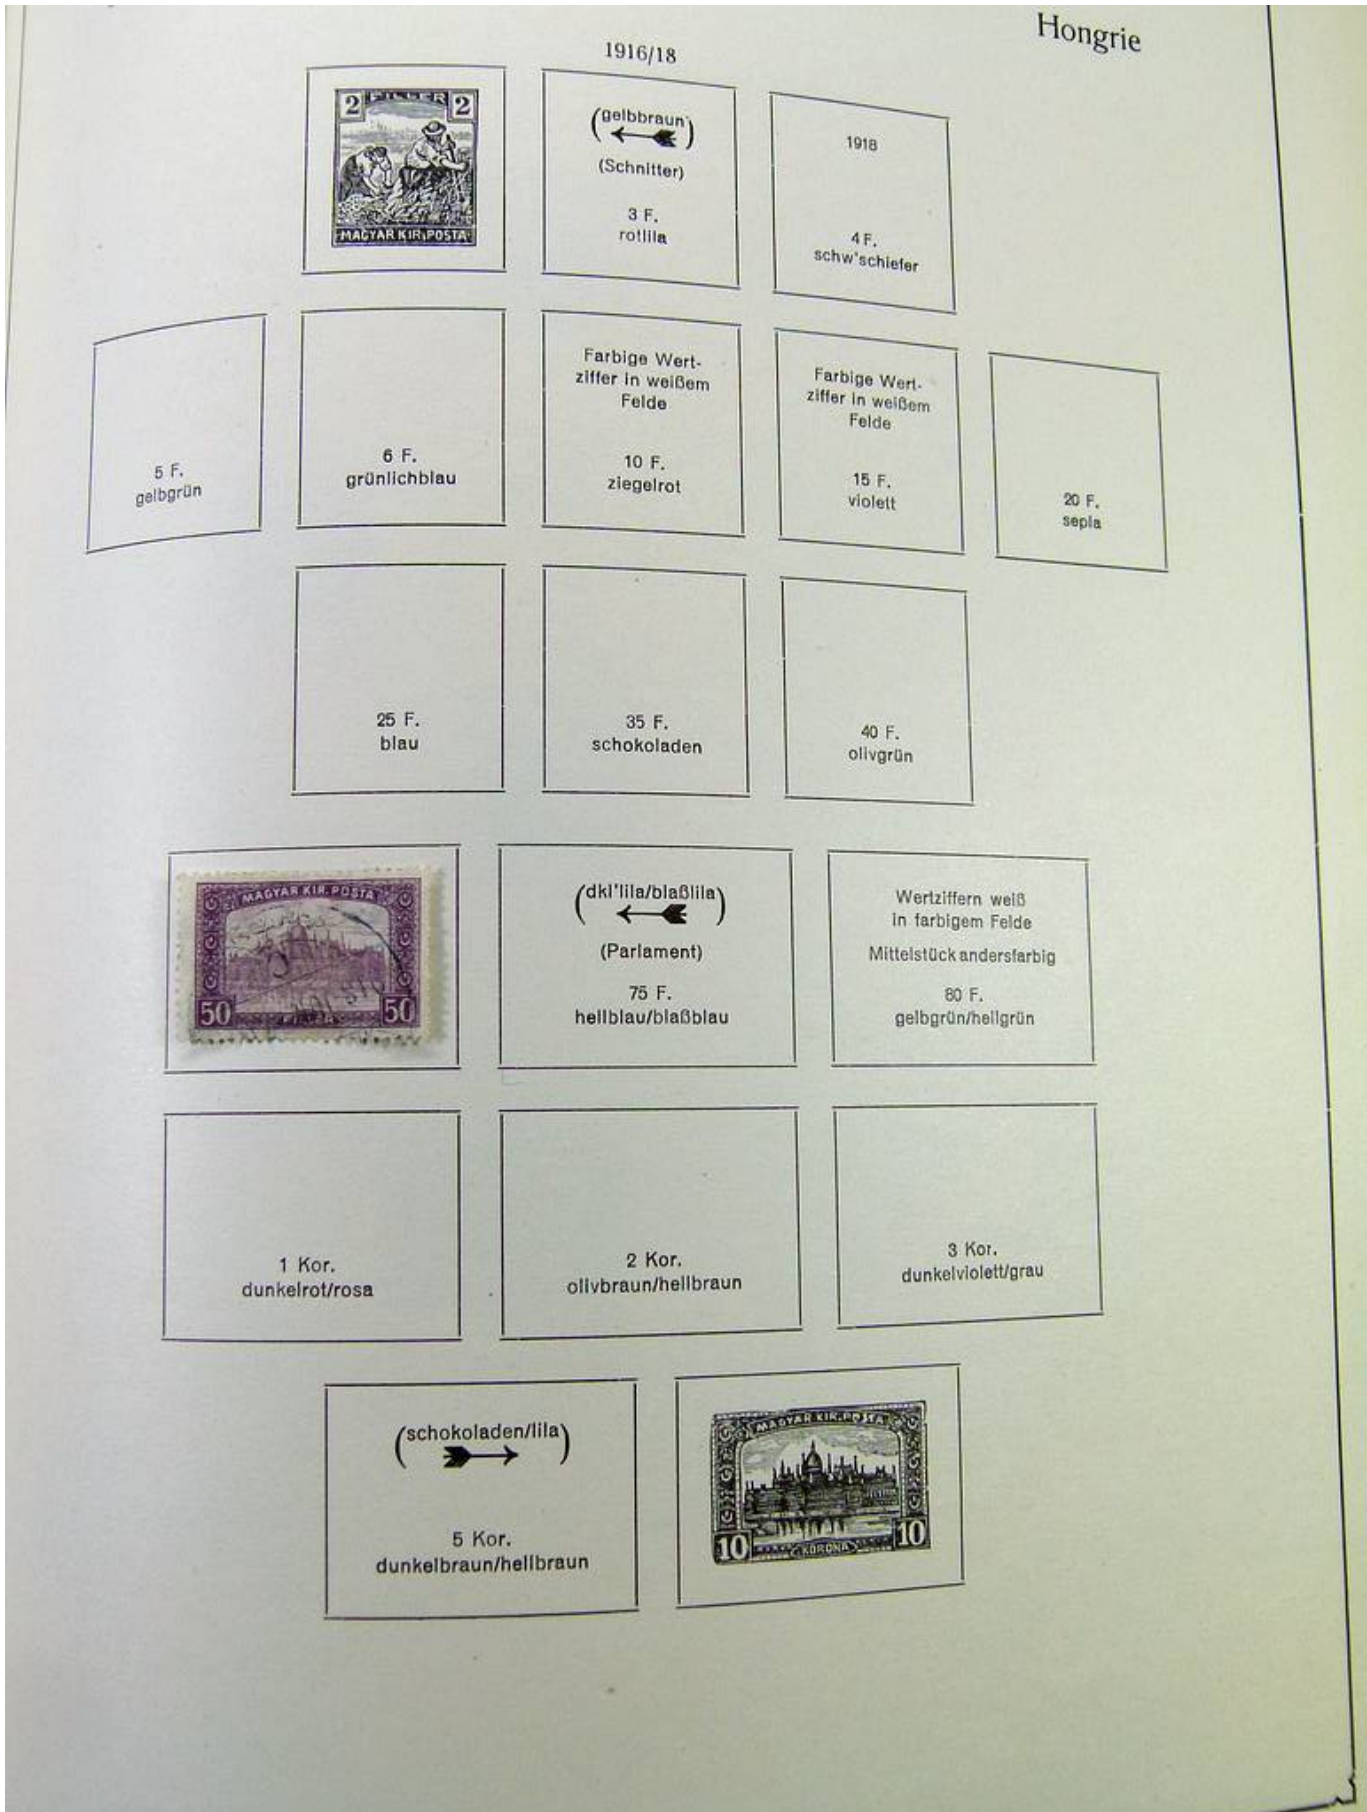 Hongrie
1916/18
2 FILLER 2
MAGYAR KIR. POSTA
(gelbbraun)
(Schnitter)
3 F.
rotlila
1918
4 F.
schw'schiefer
5 F.
gelbgrün
6 F.
grünlichblau
Farbige Wert-
ziffer in weißem
Felde
10 F.
ziegelrot
Farbige Wert-
ziffer in weißem
Felde
15 F.
violett
20 F.
sepia
25 F.
blau
35 F.
schokoladen
40 F.
olivgrün
MAGYAR KIR. POSTA
50 FILLER 50
(dkl'lila/blaßlila)
(Parlament)
75 F.
hellblau/blaßblau
Wertziffern weiß
in farbigem Felde
Mittelstück andersfarbig
80 F.
gelbgrün/hellgrün
1 Kor.
dunkelrot/rosa
2 Kor.
olivbraun/hellbraun
3 Kor.
dunkelviolett/grau
(schokoladen/lila)
5 Kor.
dunkelbraun/hellbraun
MAGYAR KIR. POSTA
10 KORONA 10